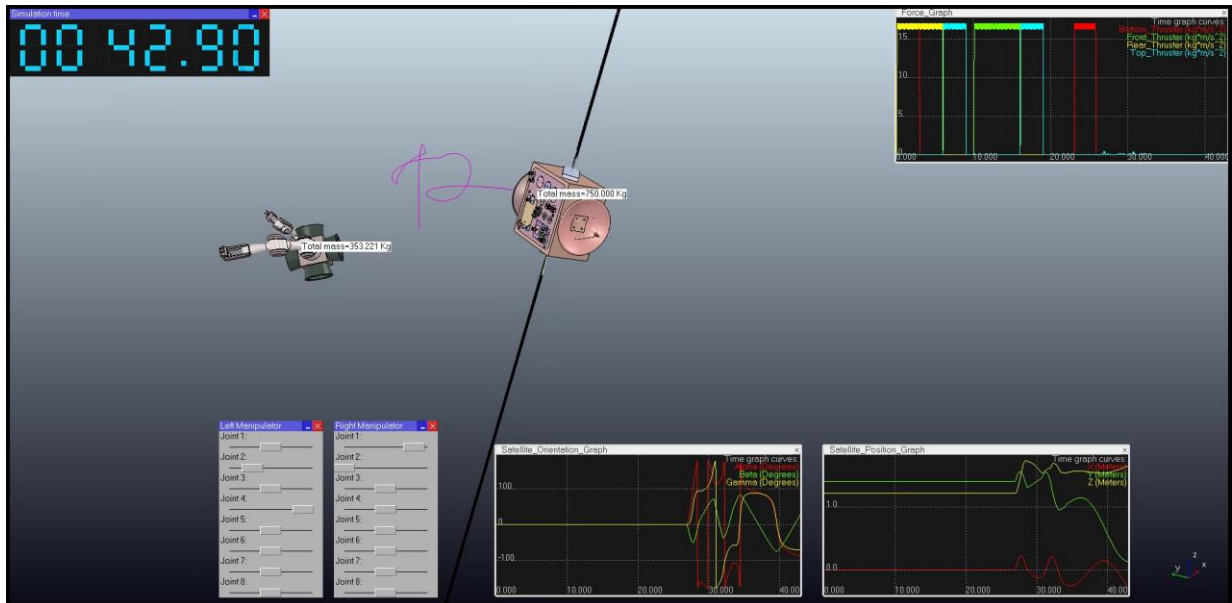 Simulation time
00 42.90
Total mass=353.221 Kg
Total mass=750.000 Kg
Force_Graph
Time graph curves:
Bottom_Thruster (kg*m/s^2)
Front_Thruster (kg*m/s^2)
Rear_Thruster (kg*m/s^2)
Top_Thruster (kg*m/s^2)
15.
10.
5.
0
0.000 10.000 20.000 30.000 40.000
Left Manipulator
Joint 1:
Joint 2:
Joint 3:
Joint 4:
Joint 5:
Joint 6:
Joint 7:
Joint 8:
Right Manipulator
Joint 1:
Joint 2:
Joint 3:
Joint 4:
Joint 5:
Joint 6:
Joint 7:
Joint 8:
Satellite_Orientation_Graph
Time graph curves:
Alpha (Degrees)
Beta (Degrees)
Gamma (Degrees)
100.
0
-100.
0.000 10.000 20.000 30.000 40.000
Satellite_Position_Graph
Time graph curves:
X (Meters)
Y (Meters)
Z (Meters)
1.0
0.0
0.000 10.000 20.000 30.000 40.000
z
y x